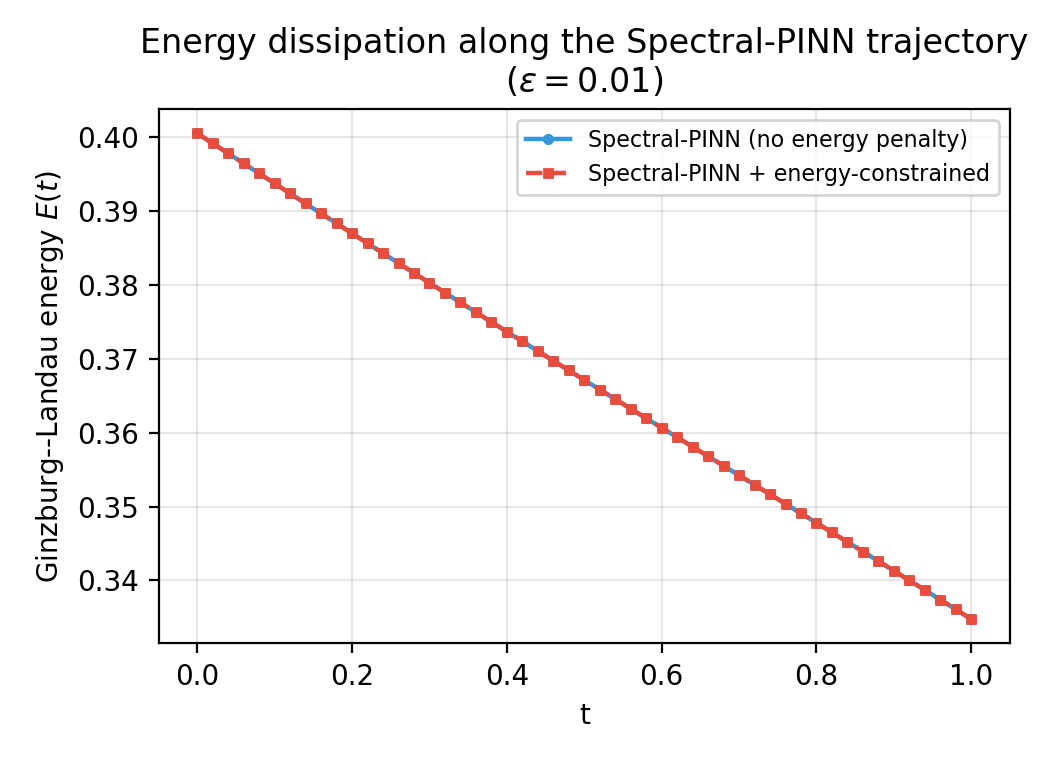 Energy dissipation along the Spectral-PINN trajectory
(ε = 0.01)
Spectral-PINN (no energy penalty)
Spectral-PINN + energy-constrained
Ginzburg--Landau energy E(t)
0.40
0.39
0.38
0.37
0.36
0.35
0.34
0.0 0.2 0.4 0.6 0.8 1.0
t